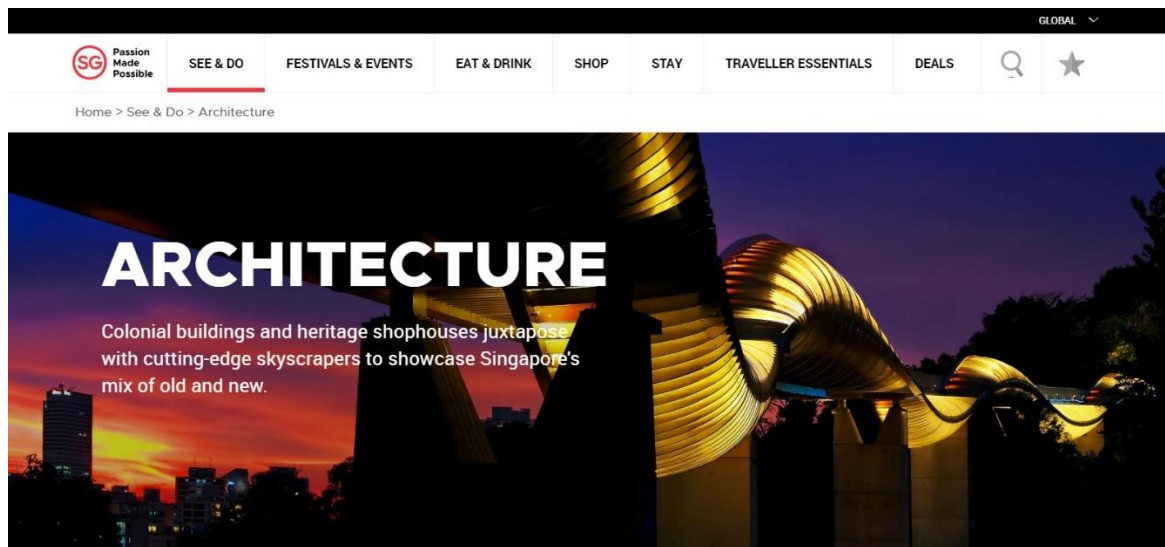 GLOBAL
SG Passion
Made
Possible
SEE & DO
FESTIVALS & EVENTS
EAT & DRINK
SHOP
STAY
TRAVELLER ESSENTIALS
DEALS
Home > See & Do > Architecture
ARCHITECTURE
Colonial buildings and heritage shophouses juxtapose
with cutting-edge skyscrapers to showcase Singapore's
mix of old and new.